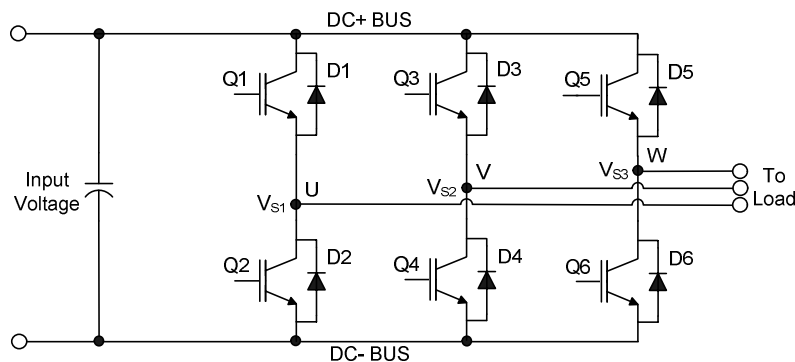 DC+ BUS
Q1
D1
Q3
D3
Q5
D5
Input
Voltage
VS1
U
VS2
V
VS3
W
To
Load
Q2
D2
Q4
D4
Q6
D6
DC- BUS